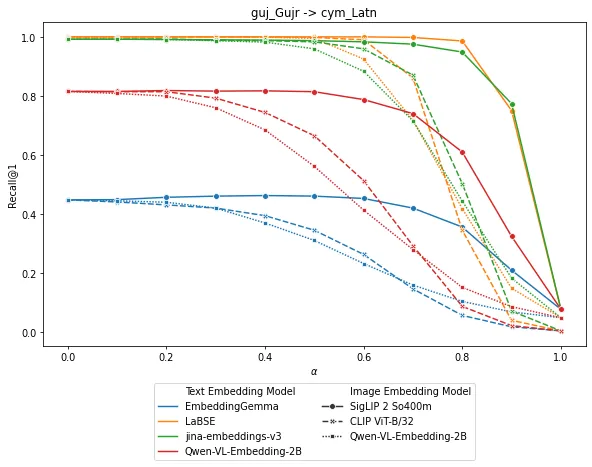 guj_Gujr -> cym_Latn
Recall@1
1.0
0.8
0.6
0.4
0.2
0.0
0.0 0.2 0.4 0.6 0.8 1.0
α
Text Embedding Model
EmbeddingGemma
LaBSE
jina-embeddings-v3
Qwen-VL-Embedding-2B
Image Embedding Model
SigLIP 2 So400m
CLIP ViT-B/32
Qwen-VL-Embedding-2B